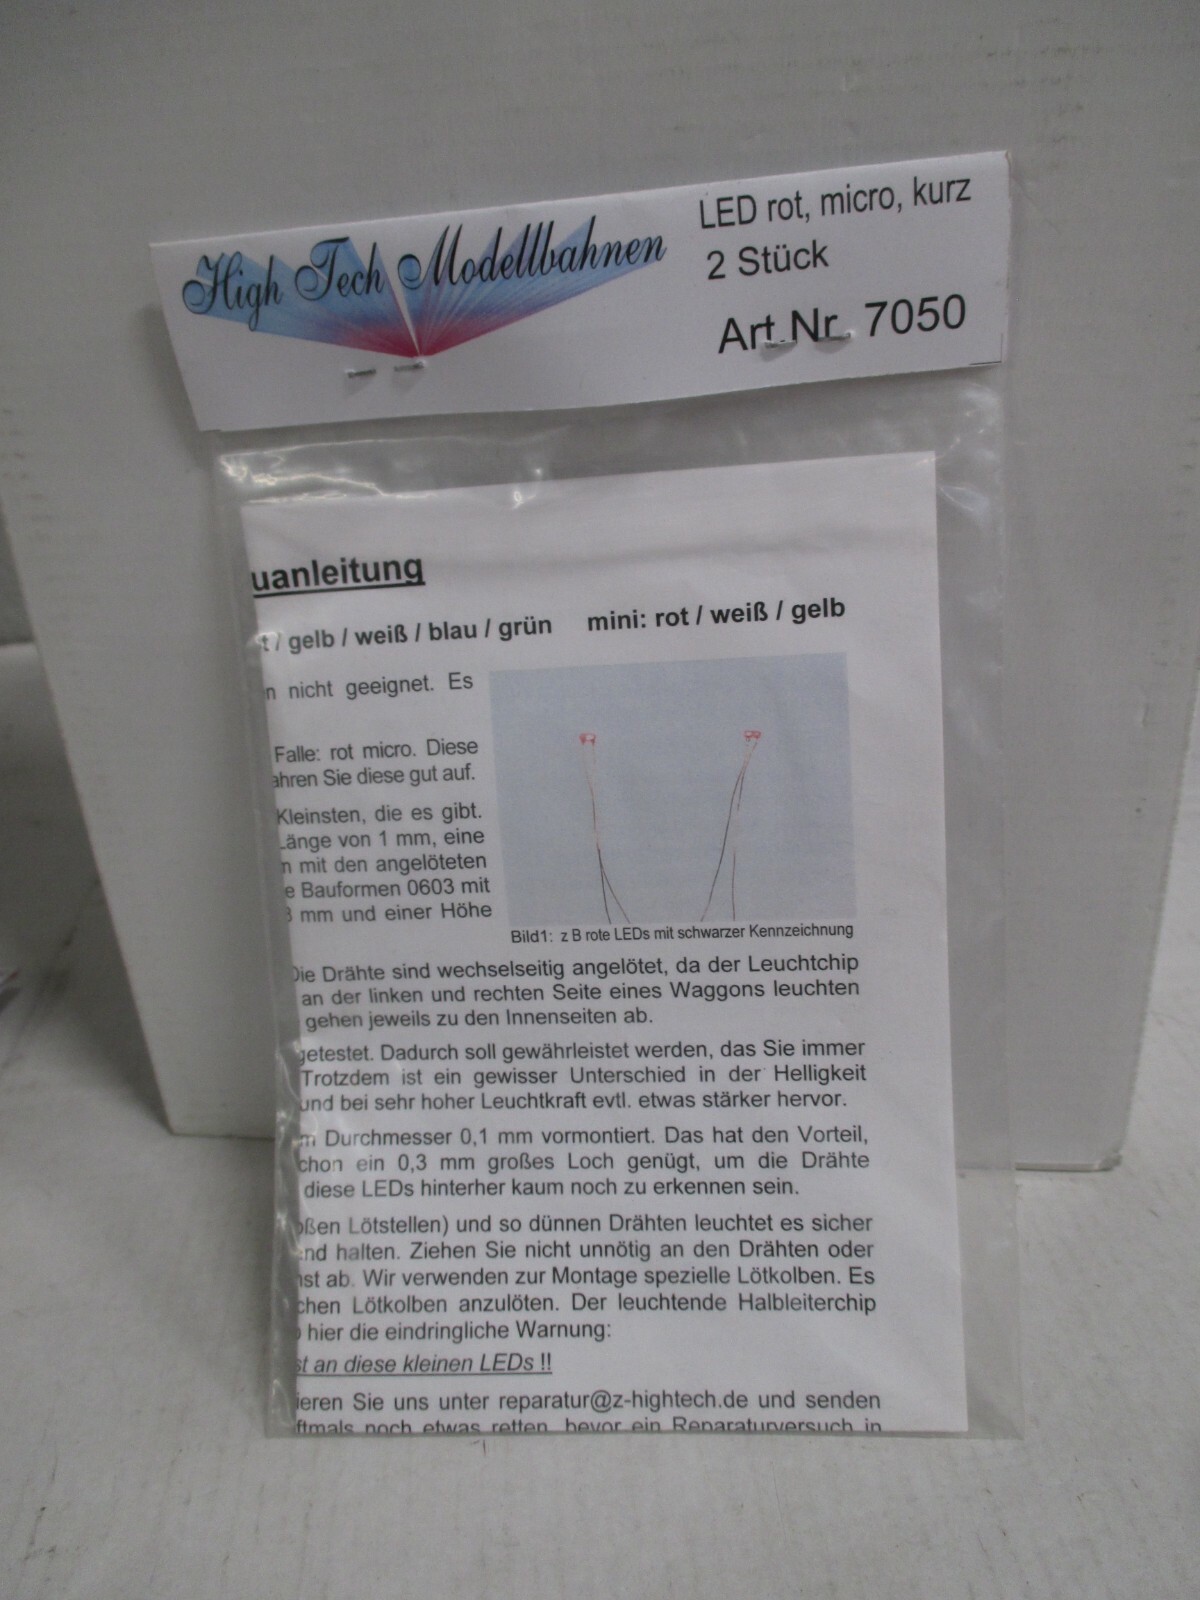 High Tech Modellbahnen
LED rot, micro, kurz
2 Stück
Art.Nr. 7050
uanleitung
t / gelb / weiß / blau / grün mini: rot / weiß / gelb
n nicht geeignet. Es
Falle: rot micro. Diese
ahren Sie diese gut auf.
Kleinsten, die es gibt.
Länge von 1 mm, eine
n mit den angelöteten
e Bauformen 0603 mit
3 mm und einer Höhe
Bild1: z B rote LEDs mit schwarzer Kennzeichnung
Die Drähte sind wechselseitig angelötet, da der Leuchtchip
an der linken und rechten Seite eines Waggons leuchten
gehen jeweils zu den Innenseiten ab.
getestet. Dadurch soll gewährleistet werden, das Sie immer
Trotzdem ist ein gewisser Unterschied in der Helligkeit
und bei sehr hoher Leuchtkraft evtl. etwas stärker hervor.
m Durchmesser 0,1 mm vormontiert. Das hat den Vorteil,
chon ein 0,3 mm großes Loch genügt, um die Drähte
diese LEDs hinterher kaum noch zu erkennen sein.
oßen Lötstellen) und so dünnen Drähten leuchtet es sicher
nd halten. Ziehen Sie nicht unnötig an den Drähten oder
nst ab. Wir verwenden zur Montage spezielle Lötkolben. Es
chen Lötkolben anzulöten. Der leuchtende Halbleiterchip
hier die eindringliche Warnung:
st an diese kleinen LEDs !!
ieren Sie uns unter reparatur@z-hightech.de und senden
ftmals noch etwas retten, bevor ein Reparaturversuch in